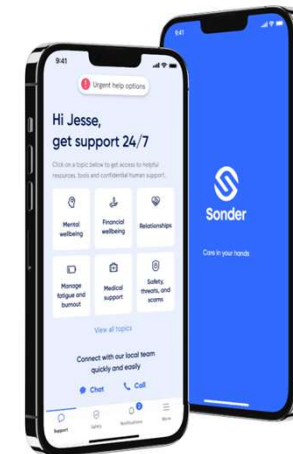 9:41
Urgent help options
Hi Jesse,
get support 24/7
Click on a topic below to get access to helpful
resources, tools and confidential human support.
Mental
wellbeing
Financial
wellbeing
Relationships
Manage
fatigue and
burnout
Medical
support
Safety,
threats, and
scams
View all topics
Connect with our local team
quickly and easily
Chat
Call
Support
Safety
Notifications
2
More
9:41
Sonder
Care in your hands